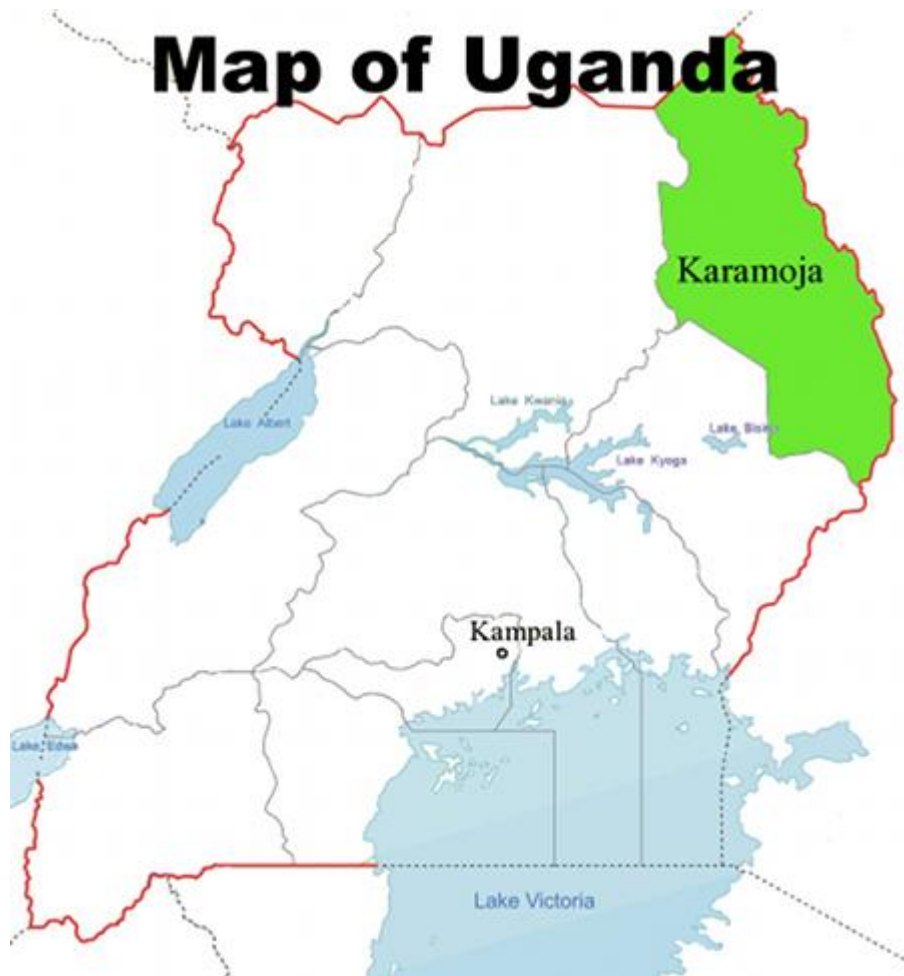 Map of Uganda
Karamoja
Lake Kwania
Lake Albert
Lake Bisina
Lake Kyoga
Kampala
Lake Edwa
Lake Victoria